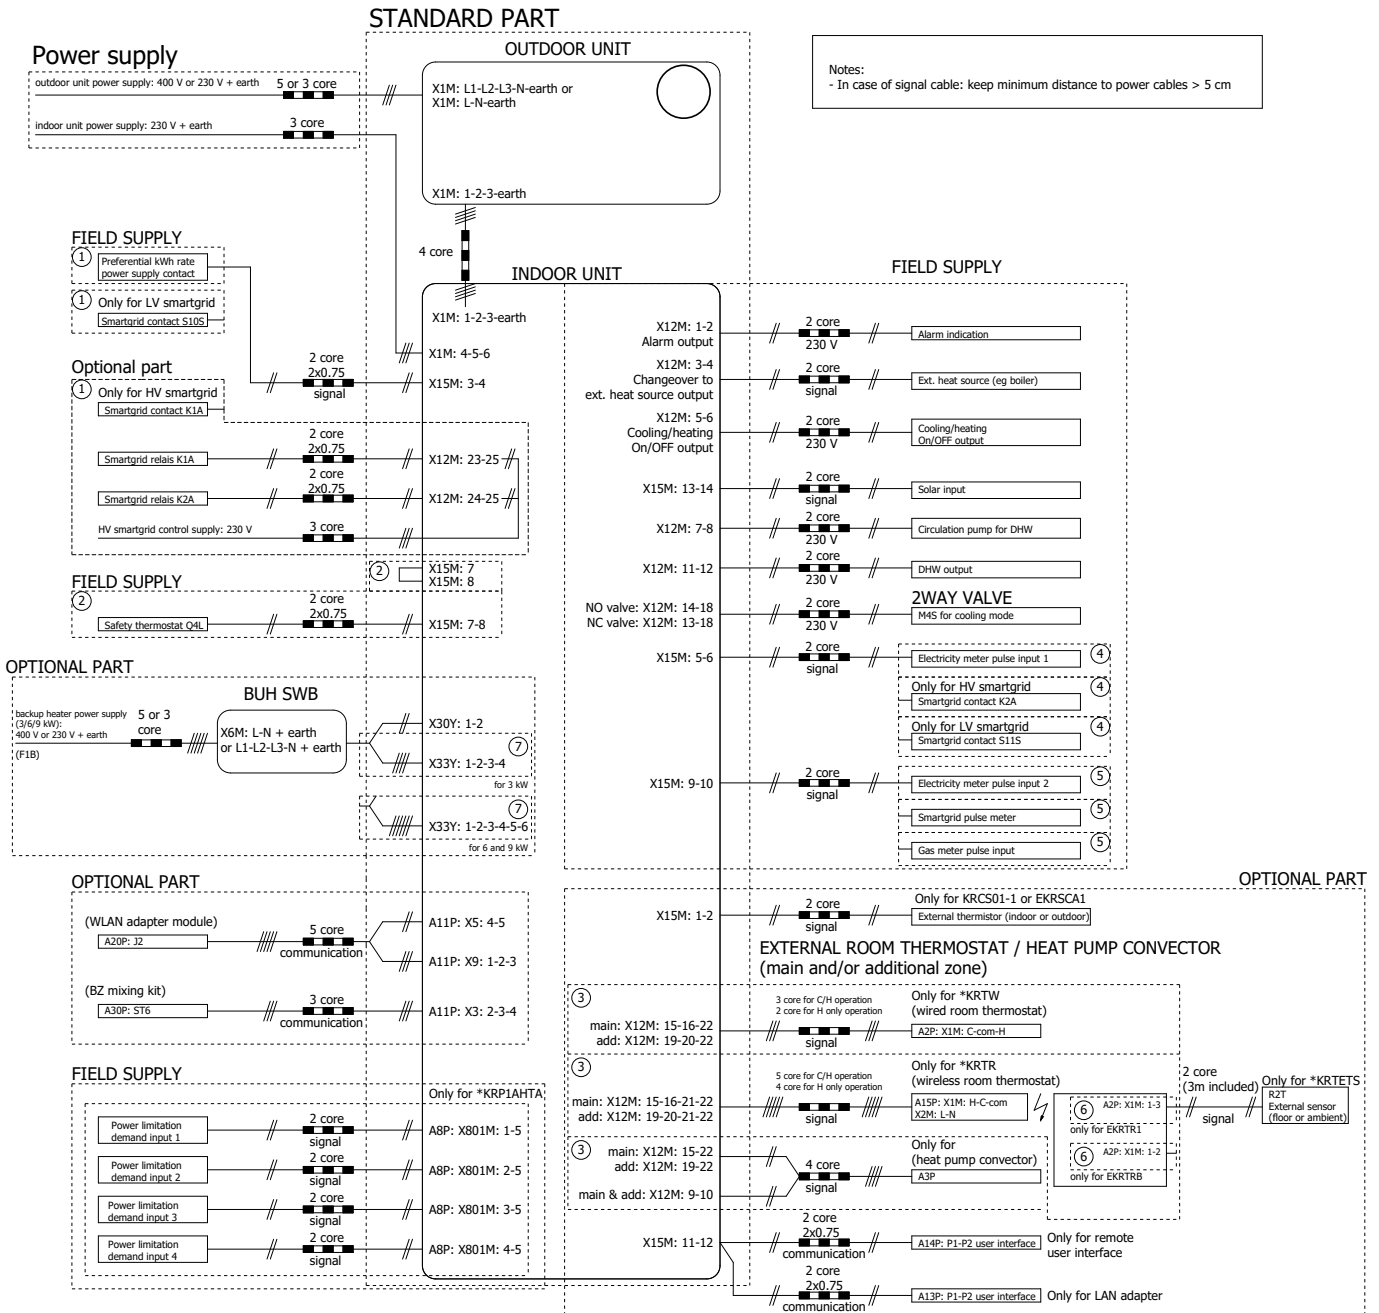 STANDARD PART
Power supply
outdoor unit power supply: 400 V or 230 V + earth
5 or 3 core
indoor unit power supply: 230 V + earth
3 core
OUTDOOR UNIT
X1M: L1-L2-L3-N-earth or
X1M: L-N-earth
X1M: 1-2-3-earth
Notes:
- In case of signal cable: keep minimum distance to power cables > 5 cm
4 core
INDOOR UNIT
X1M: 1-2-3-earth
X1M: 4-5-6
FIELD SUPPLY
1
Preferential kWh rate
power supply contact
1
Only for LV smartgrid
Smartgrid contact S10S
2 core
2x0.75
signal
X15M: 3-4
Optional part
1
Only for HV smartgrid
Smartgrid contact K1A
Smartgrid relais K1A
2 core
2x0.75
X12M: 23-25
Smartgrid relais K2A
2 core
2x0.75
X12M: 24-25
HV smartgrid control supply: 230 V
3 core
2
X15M: 7
X15M: 8
FIELD SUPPLY
2
Safety thermostat Q4L
2 core
2x0.75
X15M: 7-8
OPTIONAL PART
backup heater power supply
(3/6/9 kW):
400 V or 230 V + earth
(F1B)
5 or 3
core
BUH SWB
X6M: L-N + earth
or L1-L2-L3-N + earth
X30Y: 1-2
7
X33Y: 1-2-3-4
for 3 kW
7
X33Y: 1-2-3-4-5-6
for 6 and 9 kW
OPTIONAL PART
(WLAN adapter module)
A20P: J2
5 core
communication
A11P: X5: 4-5
A11P: X9: 1-2-3
(BZ mixing kit)
A30P: ST6
3 core
communication
A11P: X3: 2-3-4
FIELD SUPPLY
Only for *KRP1AHTA
Power limitation
demand input 1
2 core
signal
A8P: X801M: 1-5
Power limitation
demand input 2
2 core
signal
A8P: X801M: 2-5
Power limitation
demand input 3
2 core
signal
A8P: X801M: 3-5
Power limitation
demand input 4
2 core
signal
A8P: X801M: 4-5
FIELD SUPPLY
X12M: 1-2
Alarm output
2 core
230 V
Alarm indication
X12M: 3-4
Changeover to
ext. heat source output
2 core
signal
Ext. heat source (eg boiler)
X12M: 5-6
Cooling/heating
On/OFF output
2 core
230 V
Cooling/heating
On/OFF output
X15M: 13-14
2 core
signal
Solar input
X12M: 7-8
2 core
230 V
Circulation pump for DHW
X12M: 11-12
2 core
230 V
DHW output
NO valve: X12M: 14-18
NC valve: X12M: 13-18
2 core
230 V
2WAY VALVE
M4S for cooling mode
X15M: 5-6
2 core
signal
Electricity meter pulse input 1
4
Only for HV smartgrid
Smartgrid contact K2A
4
Only for LV smartgrid
Smartgrid contact S11S
4
X15M: 9-10
2 core
signal
Electricity meter pulse input 2
5
Smartgrid pulse meter
5
Gas meter pulse input
5
OPTIONAL PART
X15M: 1-2
2 core
signal
Only for KRCS01-1 or EKRSCA1
External thermistor (indoor or outdoor)
EXTERNAL ROOM THERMOSTAT / HEAT PUMP CONVECTOR
(main and/or additional zone)
3
main: X12M: 15-16-22
add: X12M: 19-20-22
3 core for C/H operation
2 core for H only operation
signal
Only for *KRTW
(wired room thermostat)
A2P: X1M: C-com-H
3
main: X12M: 15-16-21-22
add: X12M: 19-20-21-22
5 core for C/H operation
4 core for H only operation
signal
Only for *KRTR
(wireless room thermostat)
A15P: X1M: H-C-com
X2M: L-N
6
A2P: X1M: 1-3
only for EKRTR1
6
A2P: X1M: 1-2
only for EKRTRB
2 core
(3m included)
signal
Only for *KRTETS
R2T
External sensor
(floor or ambient)
3
main: X12M: 15-22
add: X12M: 19-22
main & add: X12M: 9-10
4 core
signal
Only for
(heat pump convector)
A3P
X15M: 11-12
2 core
2x0.75
communication
A14P: P1-P2 user interface
Only for remote
user interface
2 core
2x0.75
communication
A13P: P1-P2 user interface
Only for LAN adapter